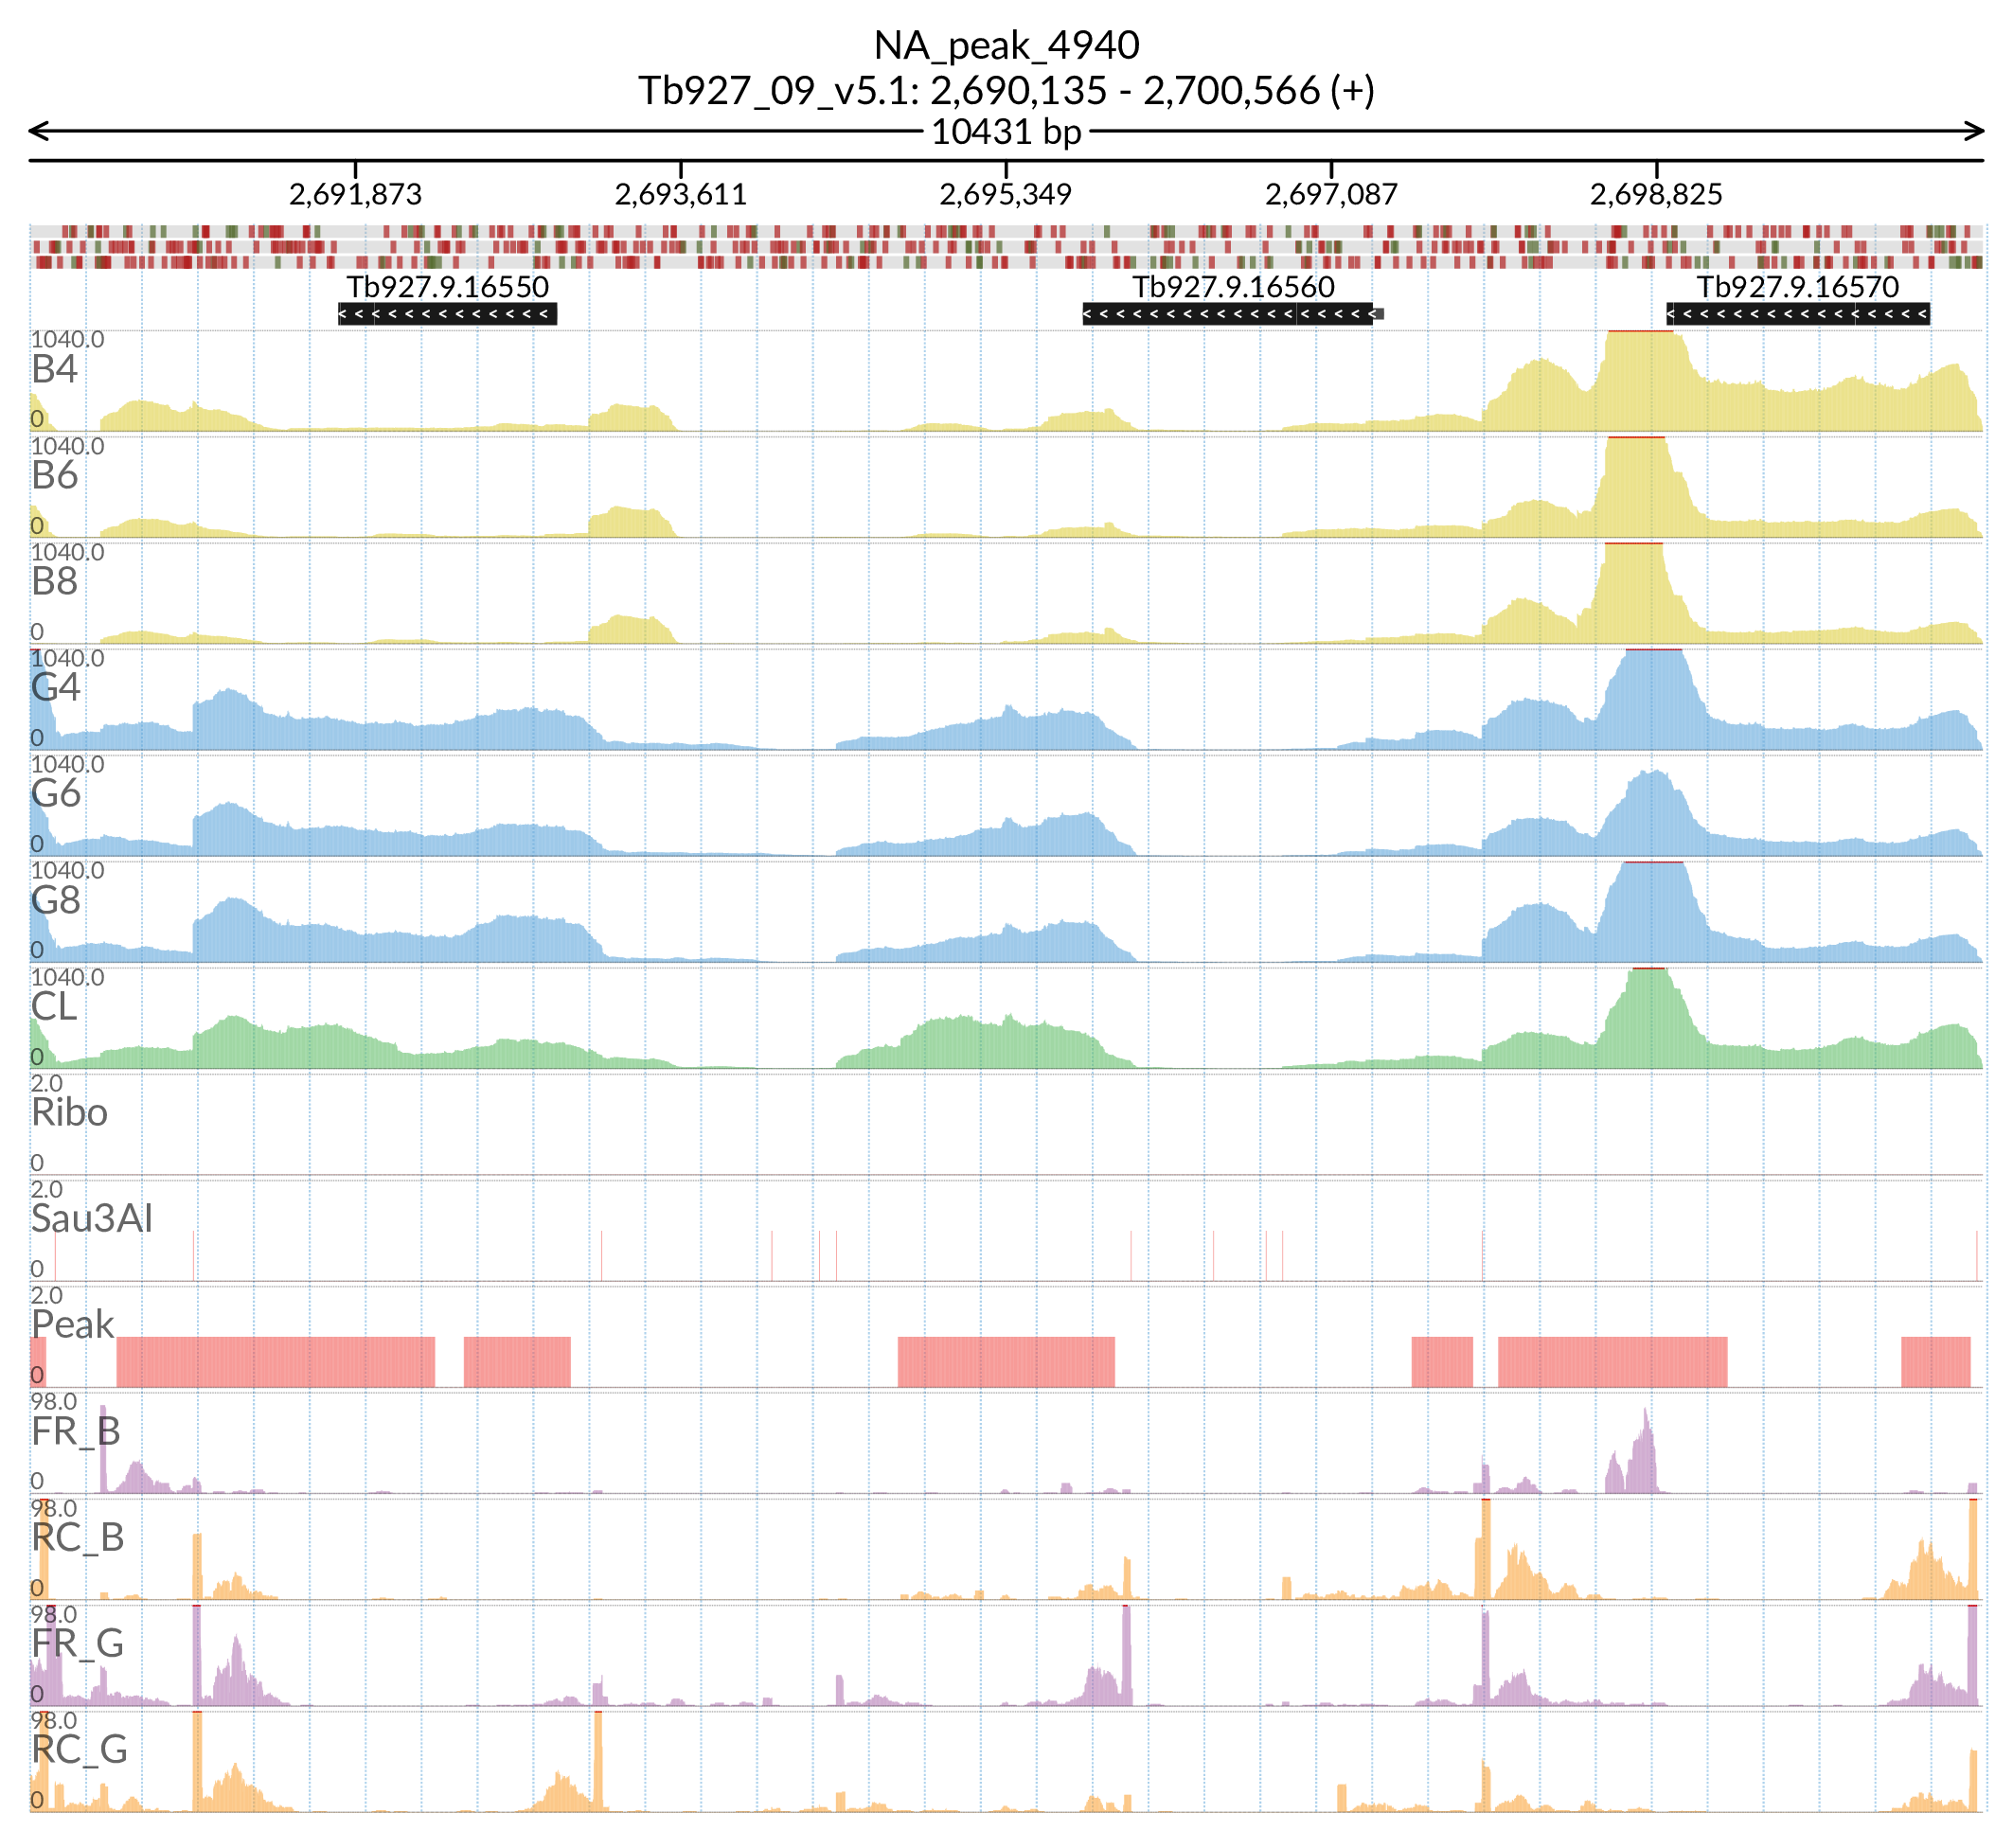 NA_peak_4940
Tb927_09_v5.1: 2,690,135 - 2,700,566 (+)
10431 bp
2,691,873 2,693,611 2,695,349 2,697,087 2,698,825
Tb927.9.16550 Tb927.9.16560 Tb927.9.16570
1040.0
B4
0
1040.0
B6
0
1040.0
B8
0
1040.0
G4
0
1040.0
G6
0
1040.0
G8
0
1040.0
CL
0
2.0
Ribo
0
2.0
Sau3AI
0
2.0
Peak
0
98.0
FR_B
0
98.0
RC_B
0
98.0
FR_G
0
98.0
RC_G
0